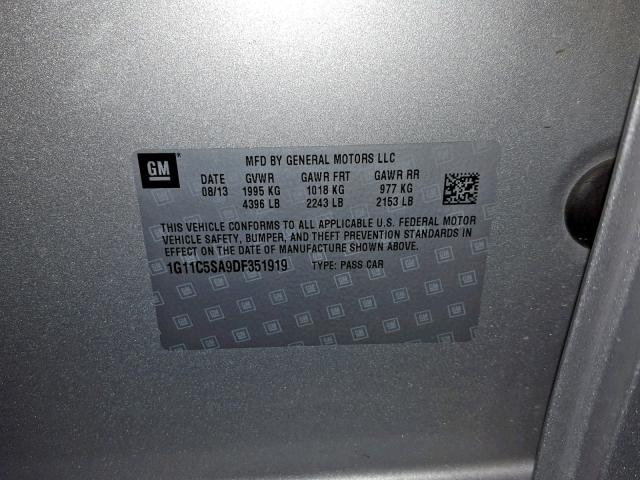 GM MFD BY GENERAL MOTORS LLC
DATE GVWR GAWR FRT GAWR RR
08/13 1995 KG 1018 KG 977 KG
4396 LB 2243 LB 2153 LB
THIS VEHICLE CONFORMS TO ALL APPLICABLE U.S. FEDERAL MOTOR
VEHICLE SAFETY, BUMPER, AND THEFT PREVENTION STANDARDS IN
EFFECT ON THE DATE OF MANUFACTURE SHOWN ABOVE.
1G11C5SA9DF351919 TYPE: PASS CAR